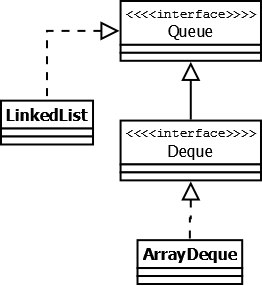 <<<<interface>>>>
Queue
LinkedList
<<<<interface>>>>
Deque
ArrayDeque